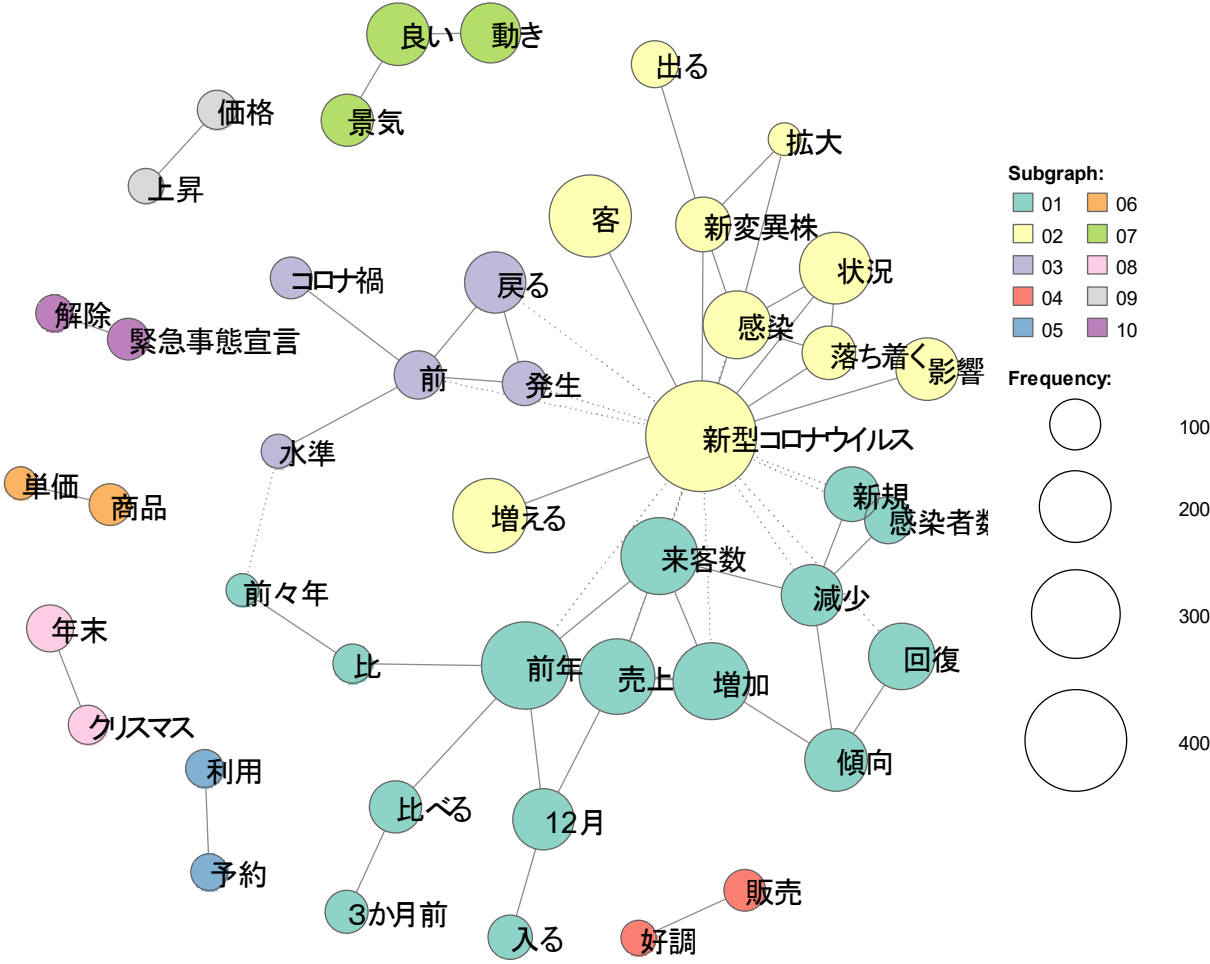 良い
動き
出る
価格
景気
拡大
上昇
客
新変異株
コロナ禍
戻る
状況
解除
緊急事態宣言
感染
落ち着く
影響
前
発生
新型コロナウイルス
水準
単価
商品
増える
新規
感染者数
来客数
前々年
減少
年末
比
前年
売上
増加
回復
クリスマス
利用
傾向
比べる
12月
予約
販売
3か月前
入る
好調
Subgraph:
01
06
02
07
03
08
04
09
05
10
Frequency:
100
200
300
400